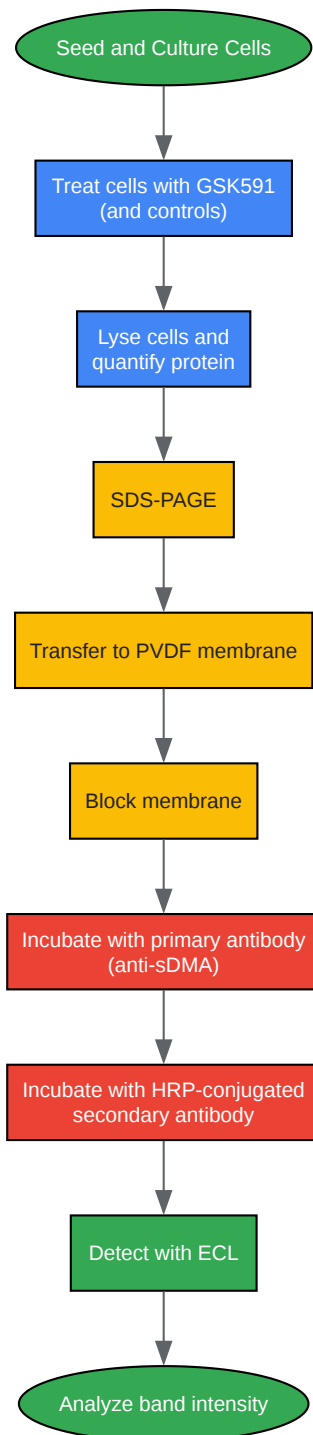 Seed and Culture Cells
Treat cells with GSK591
(and controls)
Lyse cells and
quantify protein
SDS-PAGE
Transfer to PVDF membrane
Block membrane
Incubate with primary antibody
(anti-sDMA)
Incubate with HRP-conjugated
secondary antibody
Detect with ECL
Analyze band intensity